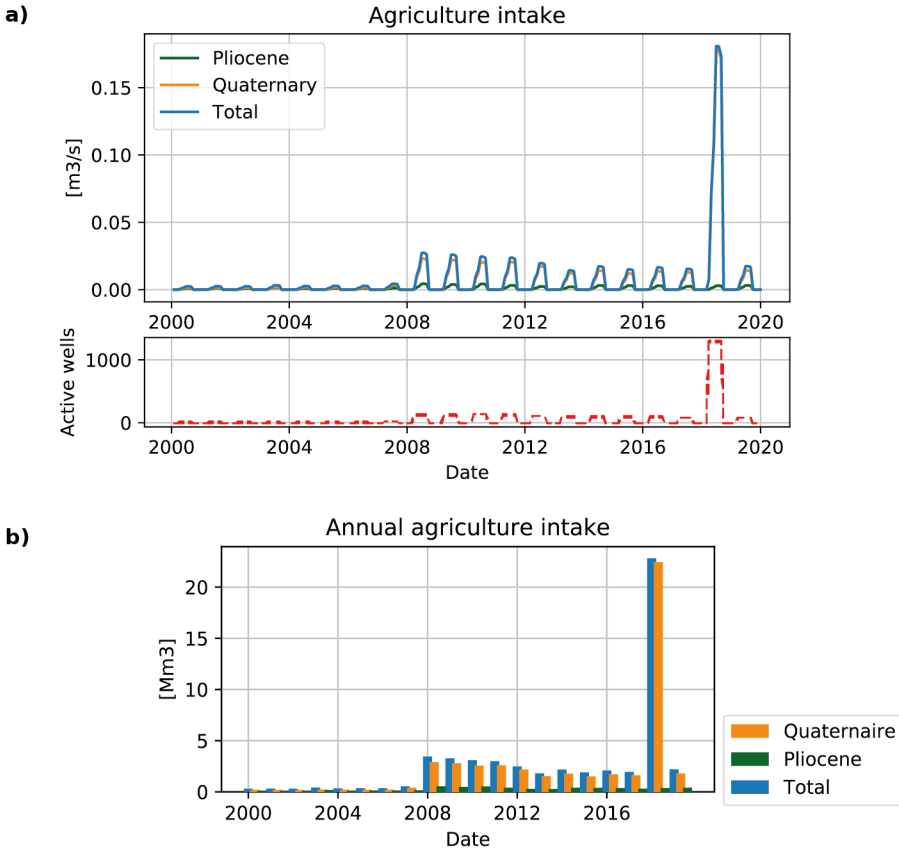 a)
Agriculture intake
Pliocene
Quaternary
Total
[m3/s]
0.15
0.10
0.05
0.00
2000 2004 2008 2012 2016 2020
Active wells
1000
0
2000 2004 2008 2012 2016 2020
Date
b)
Annual agriculture intake
[Mm3]
20
15
10
5
0
2000 2004 2008 2012 2016
Date
Quaternaire
Pliocene
Total